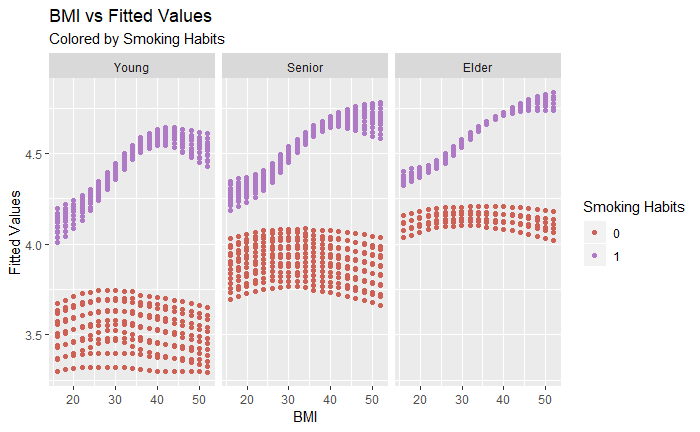 BMI vs Fitted Values
Colored by Smoking Habits
Young Senior Elder
4.5
4.0
3.5
20 30 40 50 20 30 40 50 20 30 40 50
BMI
Fitted Values
Smoking Habits
0
1